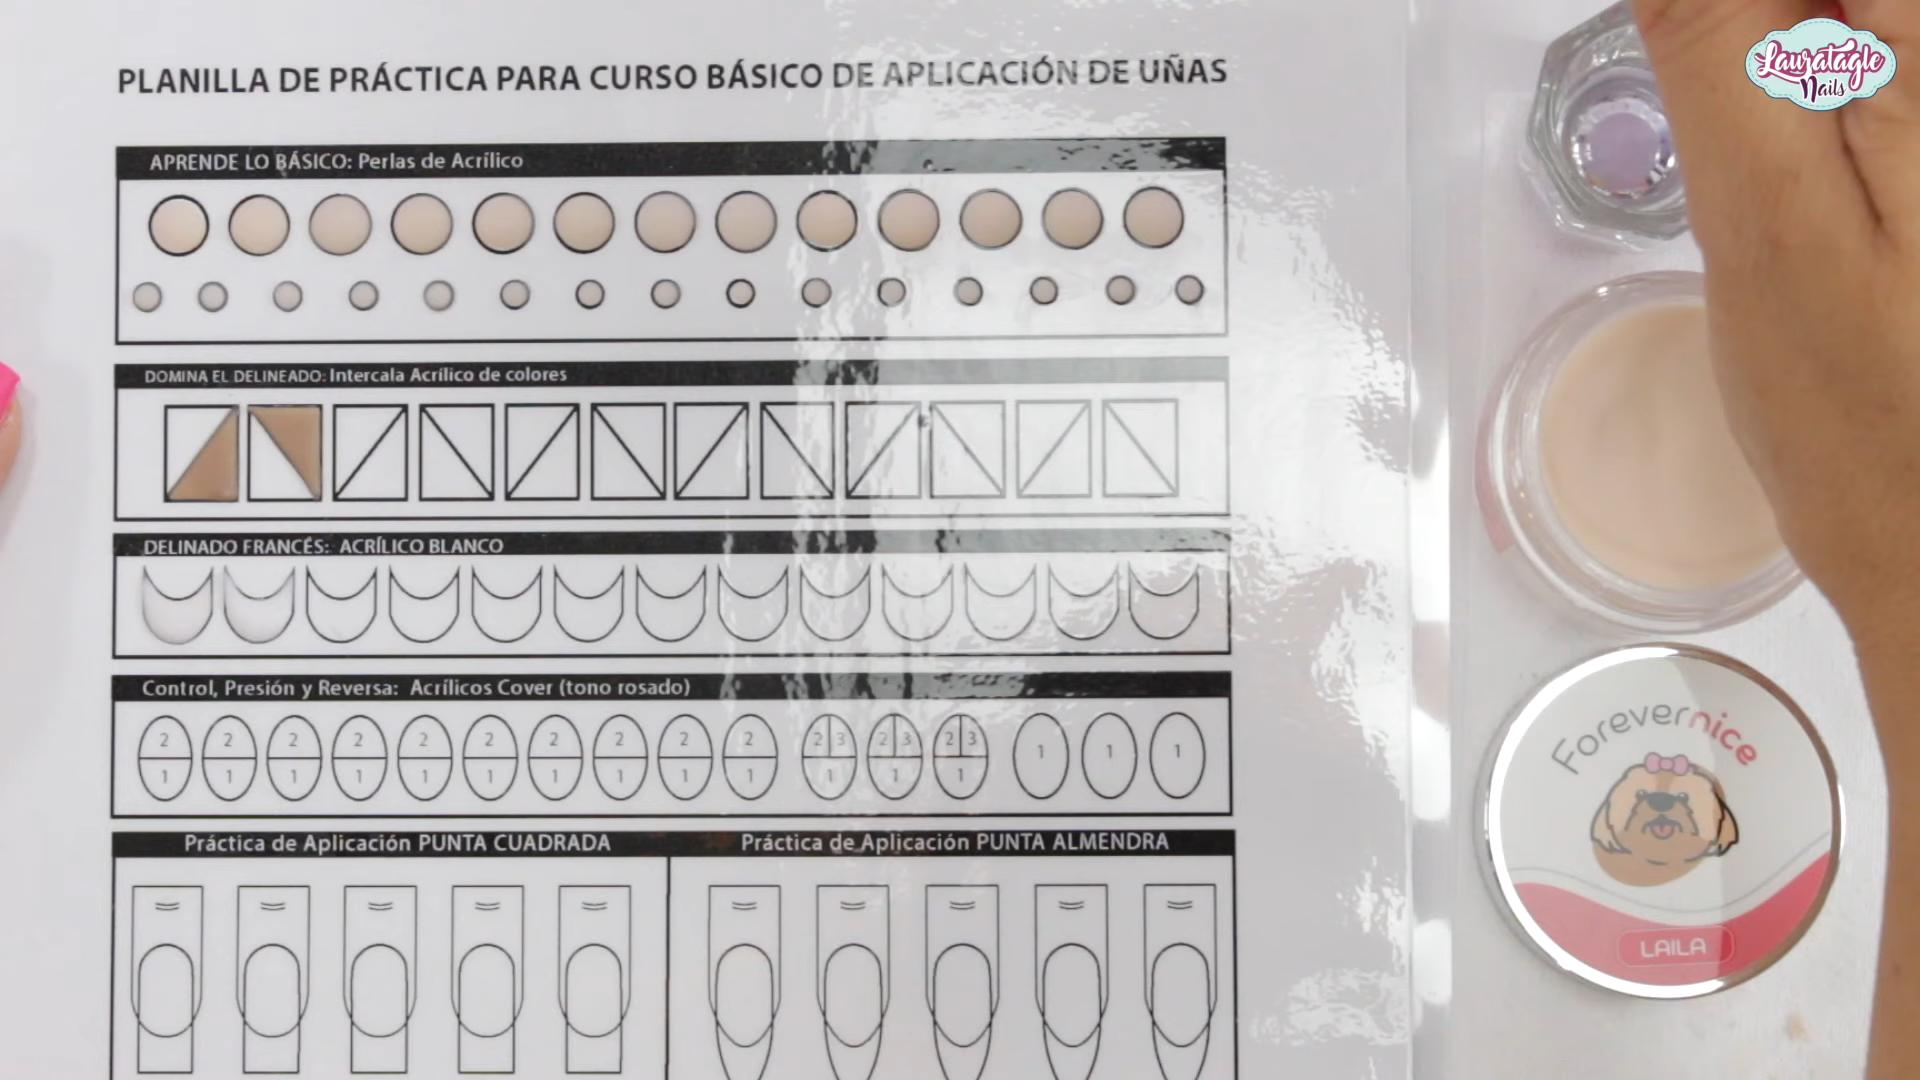 Lauratagle
Nails
PLANILLA DE PRÁCTICA PARA CURSO BÁSICO DE APLICACIÓN DE UÑAS
APRENDE LO BÁSICO: Perlas de Acrílico
DOMINA EL DELINEADO: Intercala Acrílico de colores
DELINADO FRANCÉS: ACRÍLICO BLANCO
Control, Presión y Reversa: Acrílicos Cover (tono rosado)
2 2 2 2 2 2 2 2 2 2 2 3 2 3 2 3
1 1 1 1 1 1 1 1 1 1 1 1 1 1 1 1
Práctica de Aplicación PUNTA CUADRADA
Práctica de Aplicación PUNTA ALMENDRA
Forevernice
LAILA